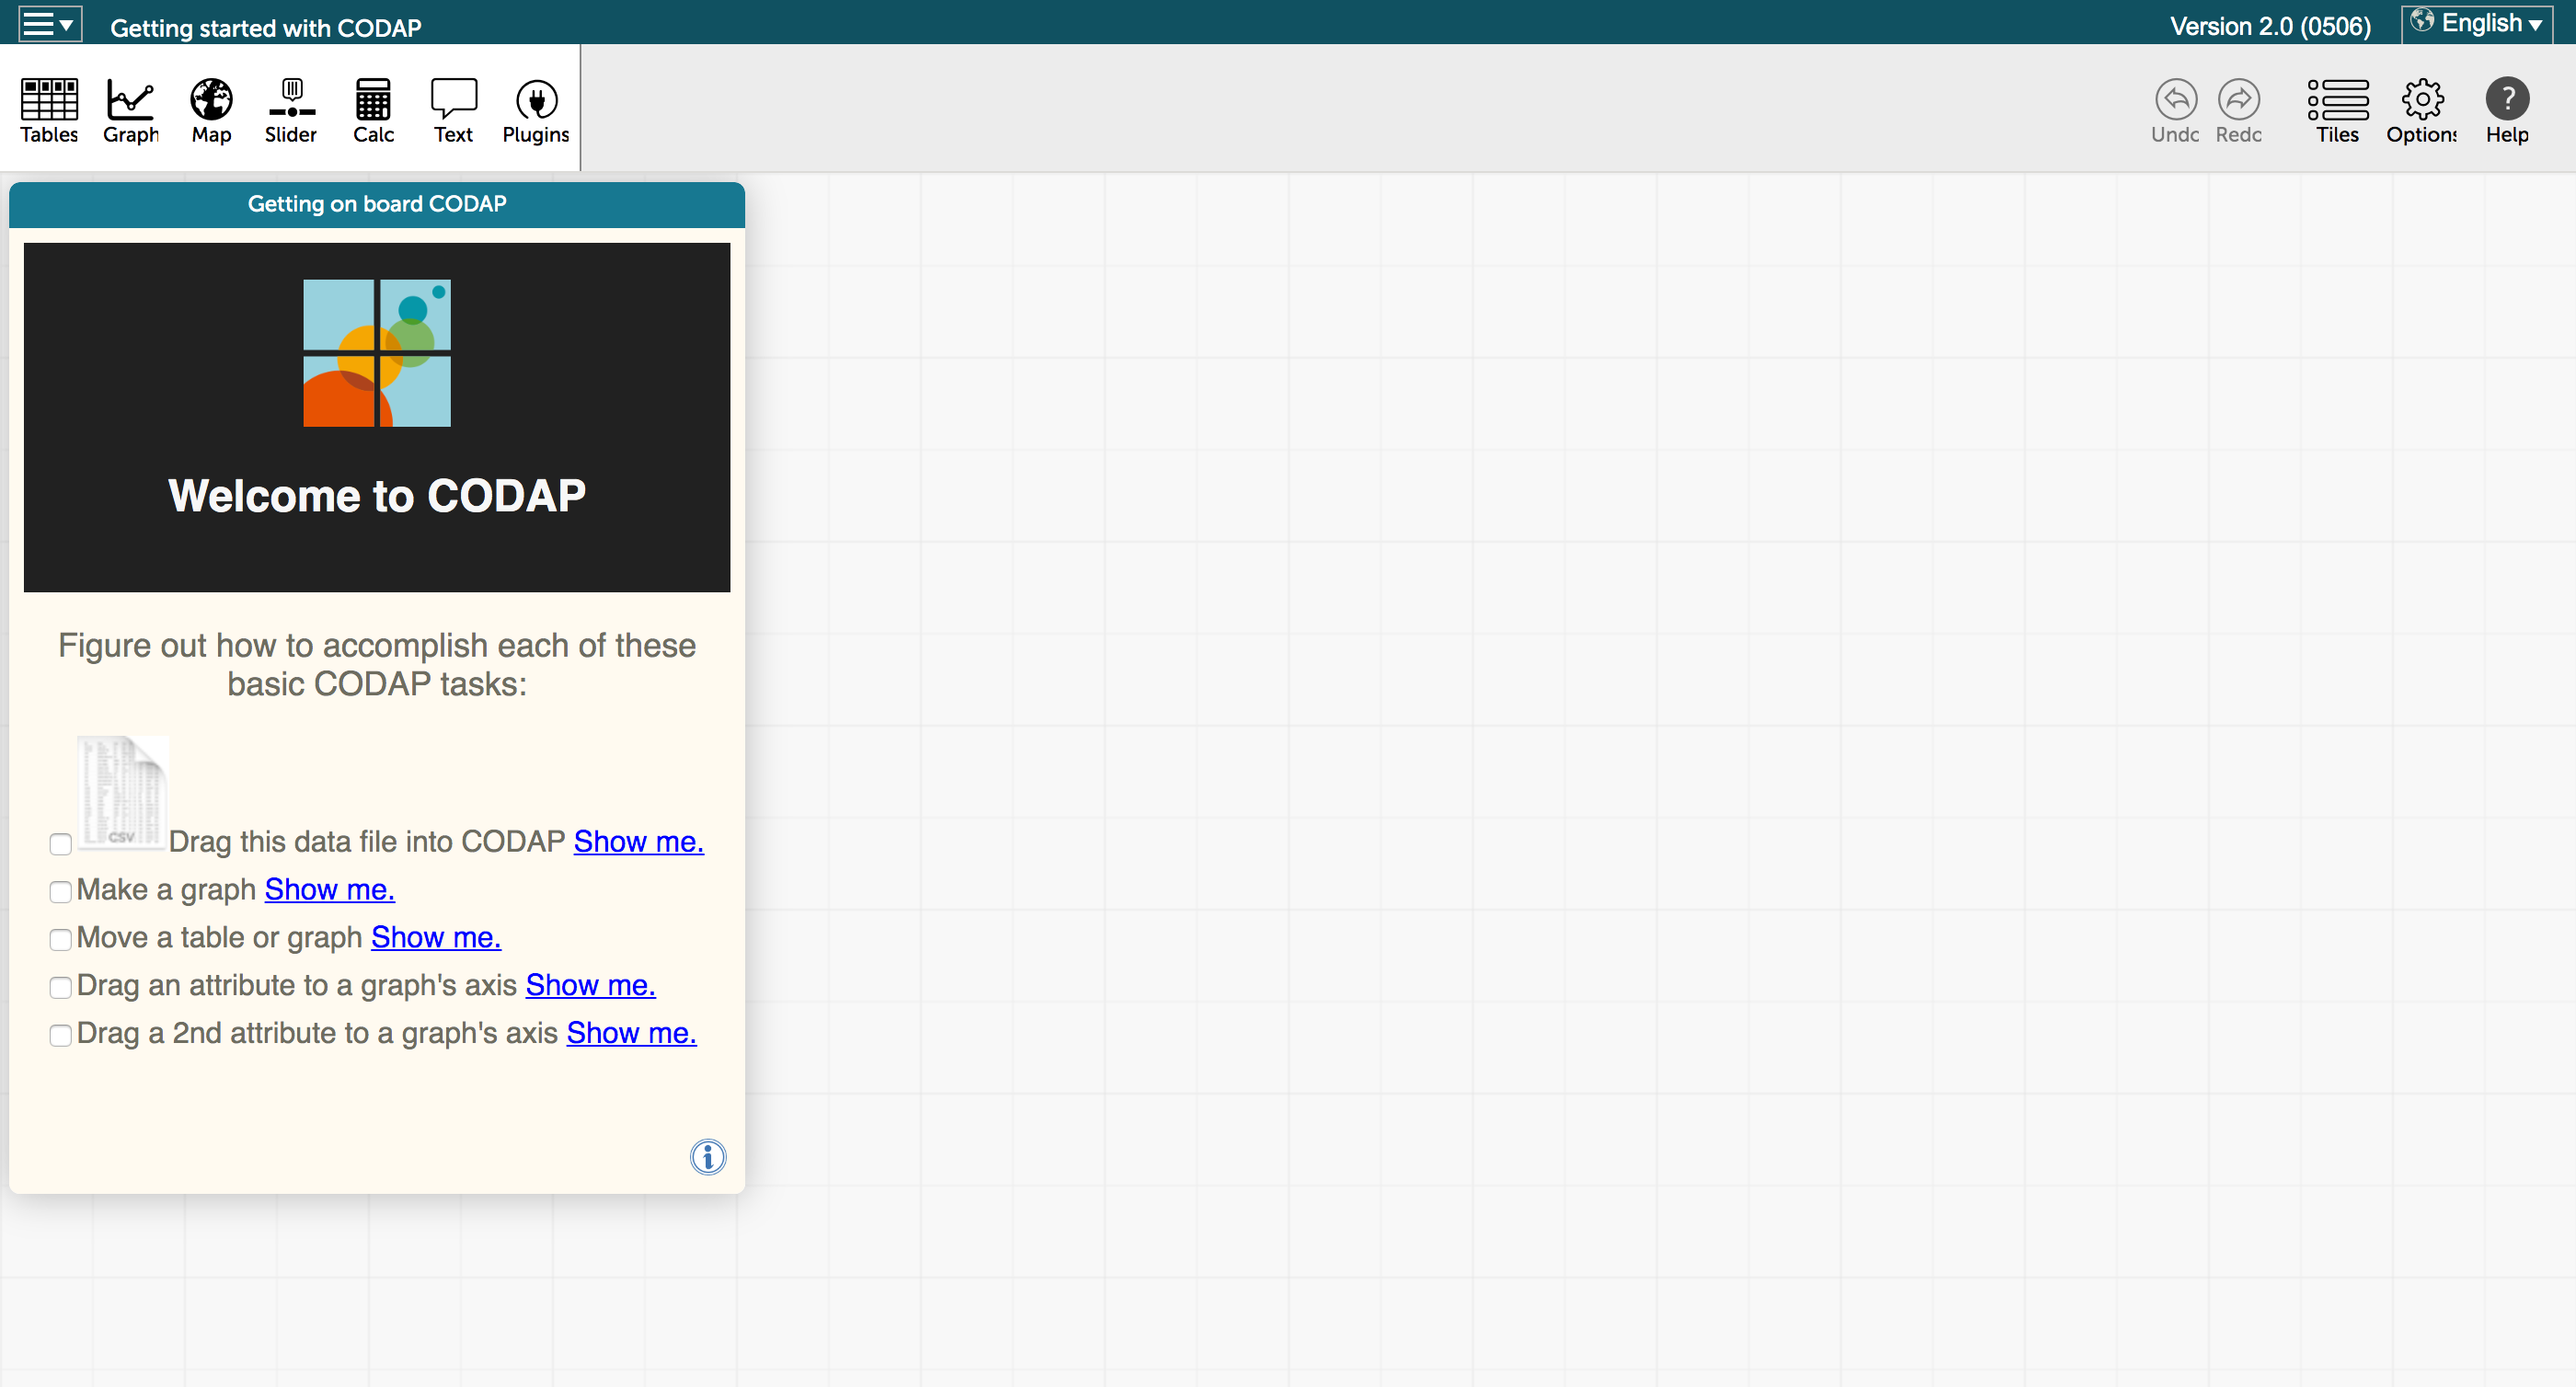 Getting started with CODAP
Version 2.0 (0506)
English
Tables
Graph
Map
Slider
Calc
Text
Plugins
Undo
Redo
Tiles
Options
? Help
Getting on board CODAP
Welcome to CODAP
Figure out how to accomplish each of these
basic CODAP tasks:
CSV
Drag this data file into CODAP Show me.
Make a graph Show me.
Move a table or graph Show me.
Drag an attribute to a graph's axis Show me.
Drag a 2nd attribute to a graph's axis Show me.
i